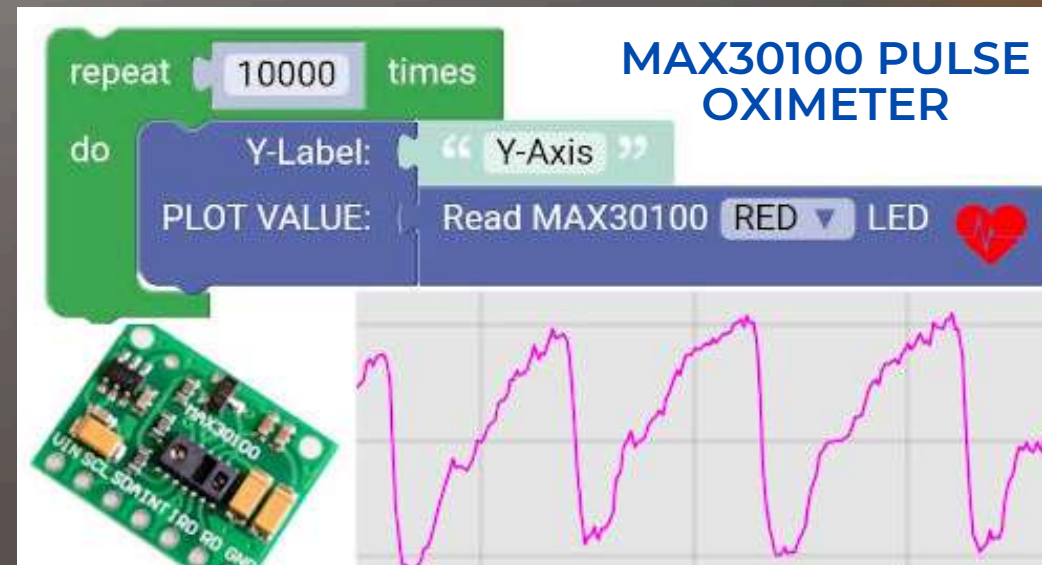 repeat 10000 times
MAX30100 PULSE
OXIMETER
do Y-Label: “ Y-Axis ”
PLOT VALUE: Read MAX30100 RED ▼ LED
MAX30100
VIN SCL SDA INT IRD RD GND